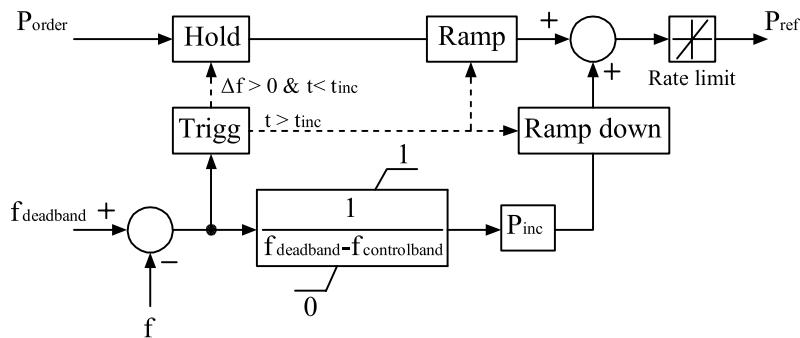 Porder
Hold
Ramp
+
+
Pref
Rate limit
Δf > 0 & t< tinc
Trigg
t > tinc
Ramp down
1
fdeadband +
−
1
fdeadband-fcontrolband
Pinc
0
f